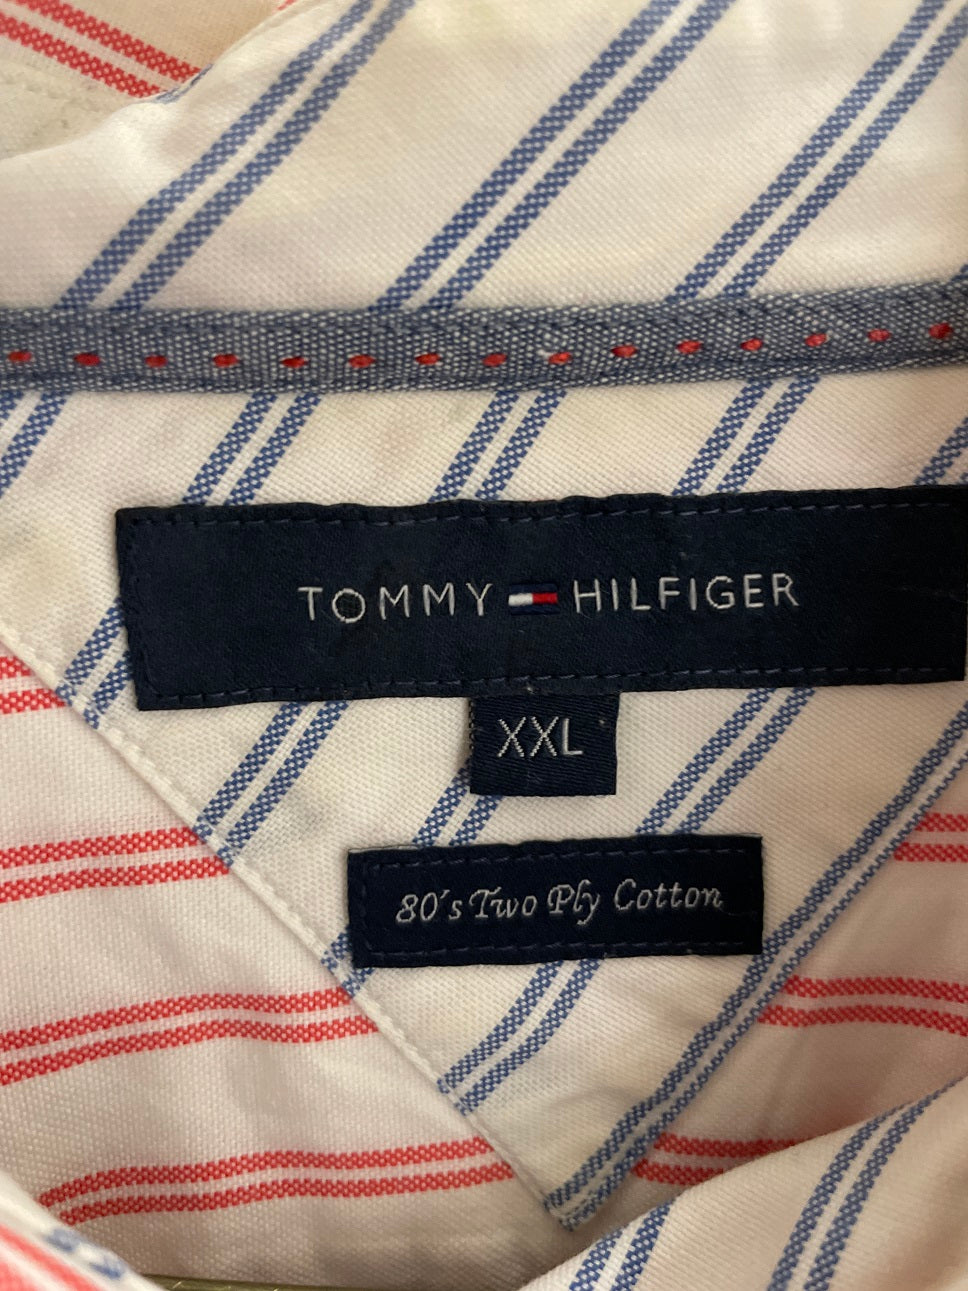 TOMMY HILFIGER
XXL
80's Two Ply Cotton